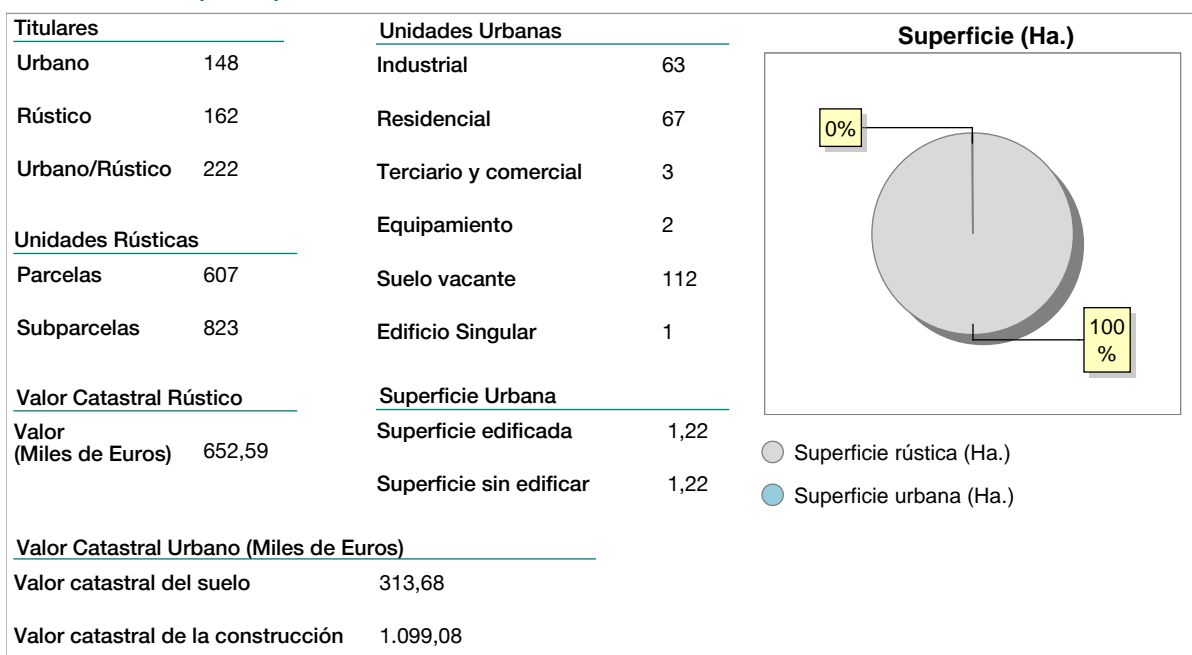 Titulares
Urbano 148
Rústico 162
Urbano/Rústico 222
Unidades Rústicas
Parcelas 607
Subparcelas 823
Valor Catastral Rústico
Valor
(Miles de Euros) 652,59
Unidades Urbanas
Industrial 63
Residencial 67
Terciario y comercial 3
Equipamiento 2
Suelo vacante 112
Edificio Singular 1
Superficie Urbana
Superficie edificada 1,22
Superficie sin edificar 1,22
Valor Catastral Urbano (Miles de Euros)
Valor catastral del suelo 313,68
Valor catastral de la construcción 1.099,08
Superficie (Ha.)
0%
100
%
Superficie rústica (Ha.)
Superficie urbana (Ha.)